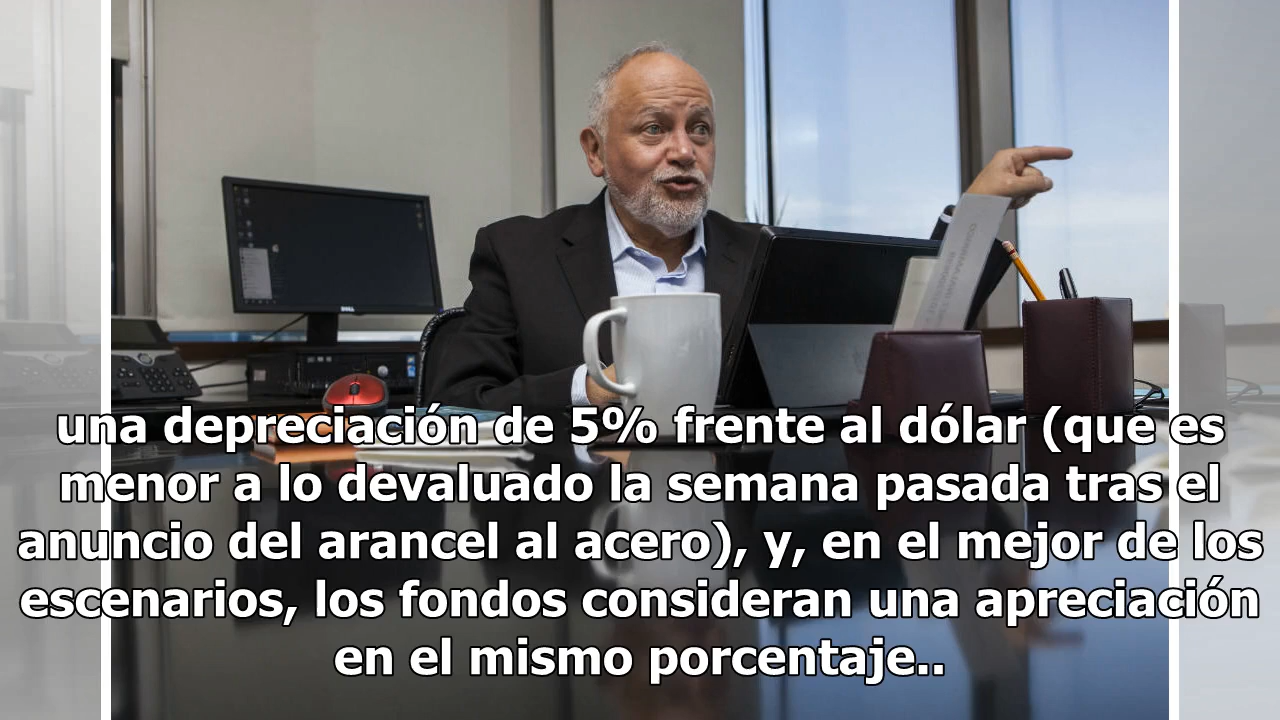 DELL
una depreciación de 5% frente al dólar (que es
menor a lo devaluado la semana pasada tras el
anuncio del arancel al acero), y, en el mejor de los
escenarios, los fondos consideran una apreciación
en el mismo porcentaje..